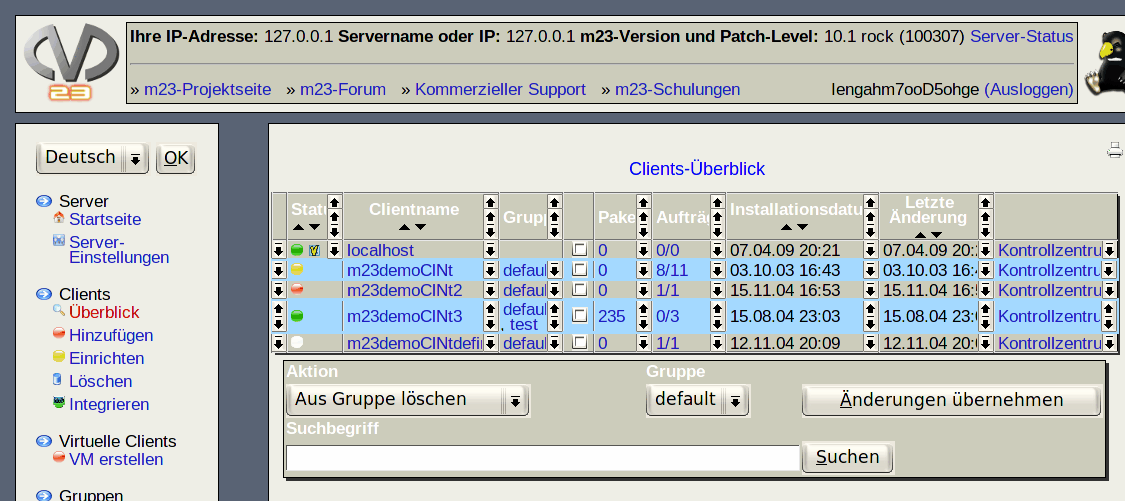 Ihre IP-Adresse: 127.0.0.1 Servername oder IP: 127.0.0.1 m23-Version und Patch-Level: 10.1 rock (100307) Server-Status
» m23-Projektseite » m23-Forum » Kommerzieller Support » m23-Schulungen Iengahm7ooD5ohge (Ausloggen)
23
Deutsch OK
Server
Startseite
Server-
Einstellungen
Clients
Überblick
Hinzufügen
Einrichten
Löschen
Integrieren
Virtuelle Clients
VM erstellen
Gruppen
Clients-Überblick
Statu Clientname Grupp Pake Aufträg Installationsdatu Letzte
Änderung
localhost 0 0/0 07.04.09 20:21 07.04.09 20:2 Kontrollzentru
m23demoClNt defaul 0 8/11 03.10.03 16:43 03.10.03 16:4 Kontrollzentru
m23demoClNt2 defaul 0 1/1 15.11.04 16:53 15.11.04 16:5 Kontrollzentru
m23demoClNt3 defaul 235 0/3 15.08.04 23:03 15.08.04 23:0 Kontrollzentru
, test
m23demoClNtdefin defaul 0 1/1 12.11.04 20:09 12.11.04 20:0 Kontrollzentru
Aktion Gruppe
Aus Gruppe löschen default Änderungen übernehmen
Suchbegriff
Suchen